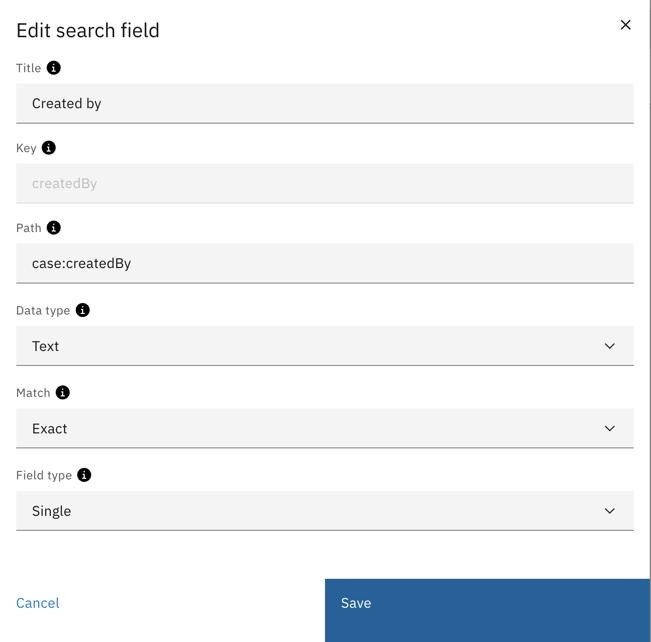 Edit search field
Title
Created by
Key
createdBy
Path
case:createdBy
Data type
Text
Match
Exact
Field type
Single
Cancel
Save